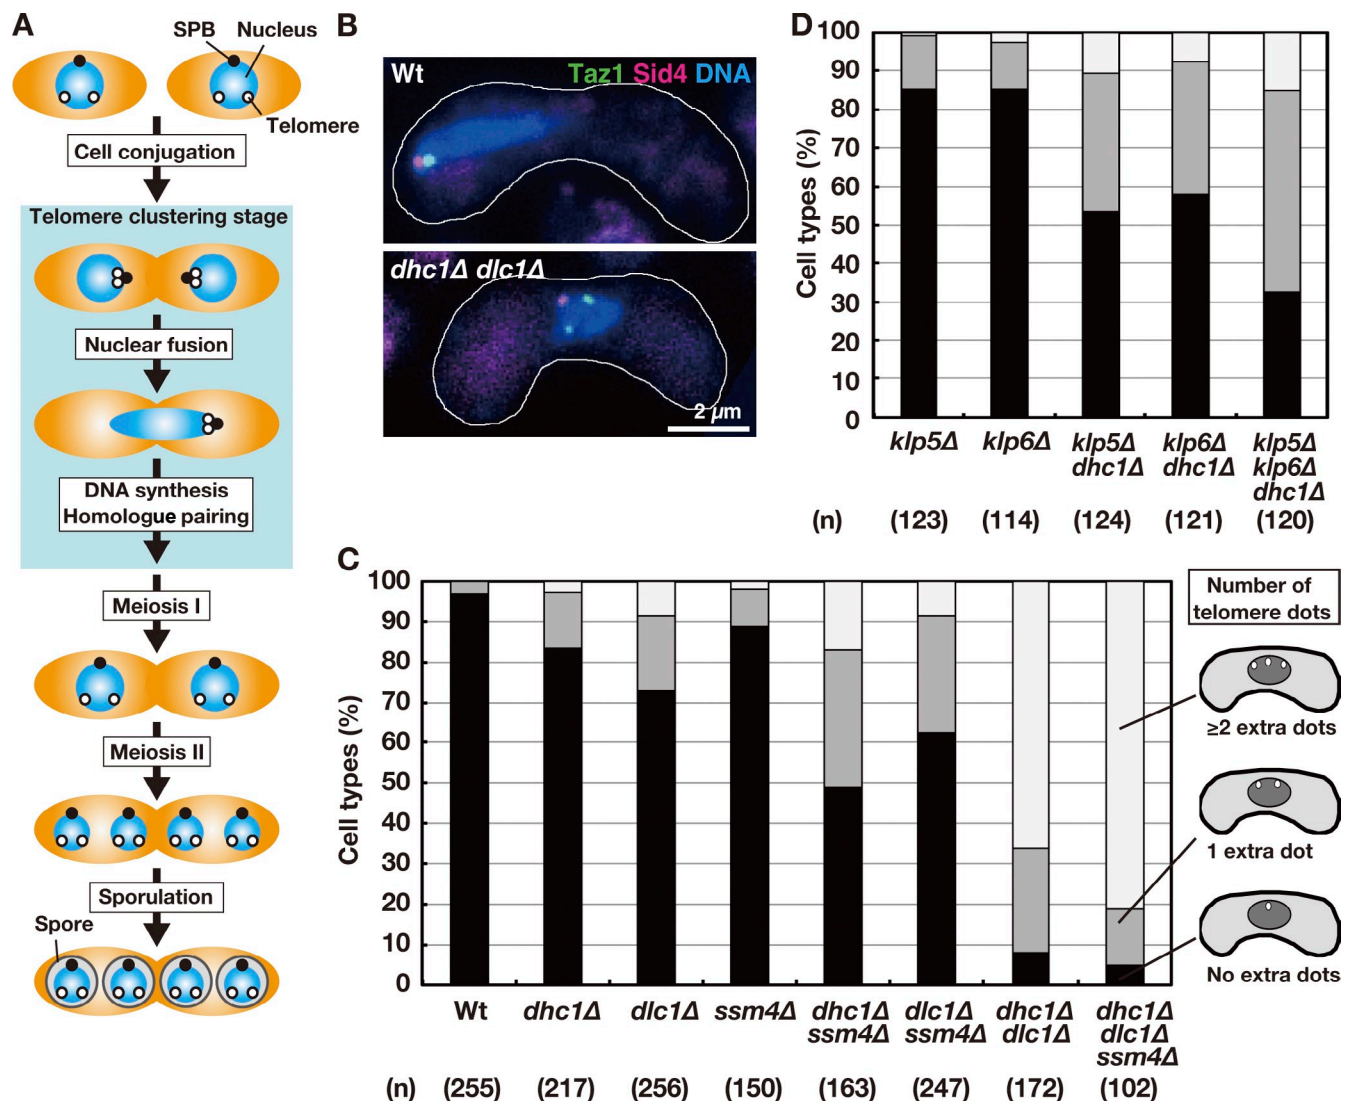 A
SPB Nucleus
Telomere
Cell conjugation
Telomere clustering stage
Nuclear fusion
DNA synthesis
Homologue pairing
Meiosis I
Meiosis II
Sporulation
Spore
B
Wt
Taz1 Sid4 DNA
dhc1Δ dlc1Δ
2 µm
D
Cell types (%)
100
90
80
70
60
50
40
30
20
10
0
klp5Δ klp6Δ klp5Δ klp6Δ klp5Δ
dhc1Δ dhc1Δ klp6Δ
dhc1Δ
(n) (123) (114) (124) (121) (120)
C
Cell types (%)
100
90
80
70
60
50
40
30
20
10
0
Wt dhc1Δ dlc1Δ ssm4Δ dhc1Δ dlc1Δ dhc1Δ dhc1Δ
ssm4Δ ssm4Δ dlc1Δ dlc1Δ
ssm4Δ
(n) (255) (217) (256) (150) (163) (247) (172) (102)
Number of
telomere dots
≥2 extra dots
1 extra dot
No extra dots